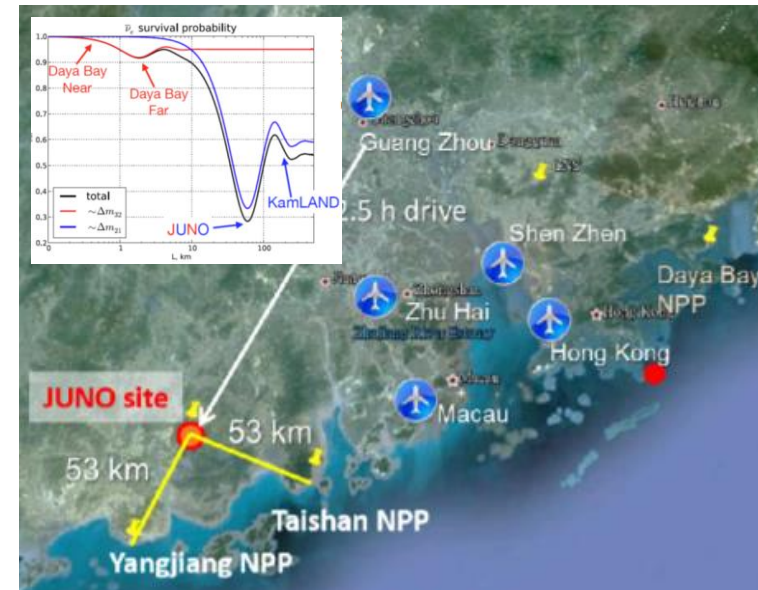 ν̄ₑ survival probability
1.0
0.9
0.8
0.7
0.6
0.5
0.4
0.3
0.2
0
1
10
100
L, km
Daya Bay
Near
Daya Bay
Far
total
~Δm₃₂
~Δm₂₁
JUNO
KamLAND
Guang Zhou
2.5 h drive
Shen Zhen
Daya Bay
NPP
Zhu Hai
Hong Kong
Macau
JUNO site
53 km
53 km
Taishan NPP
Yangjiang NPP